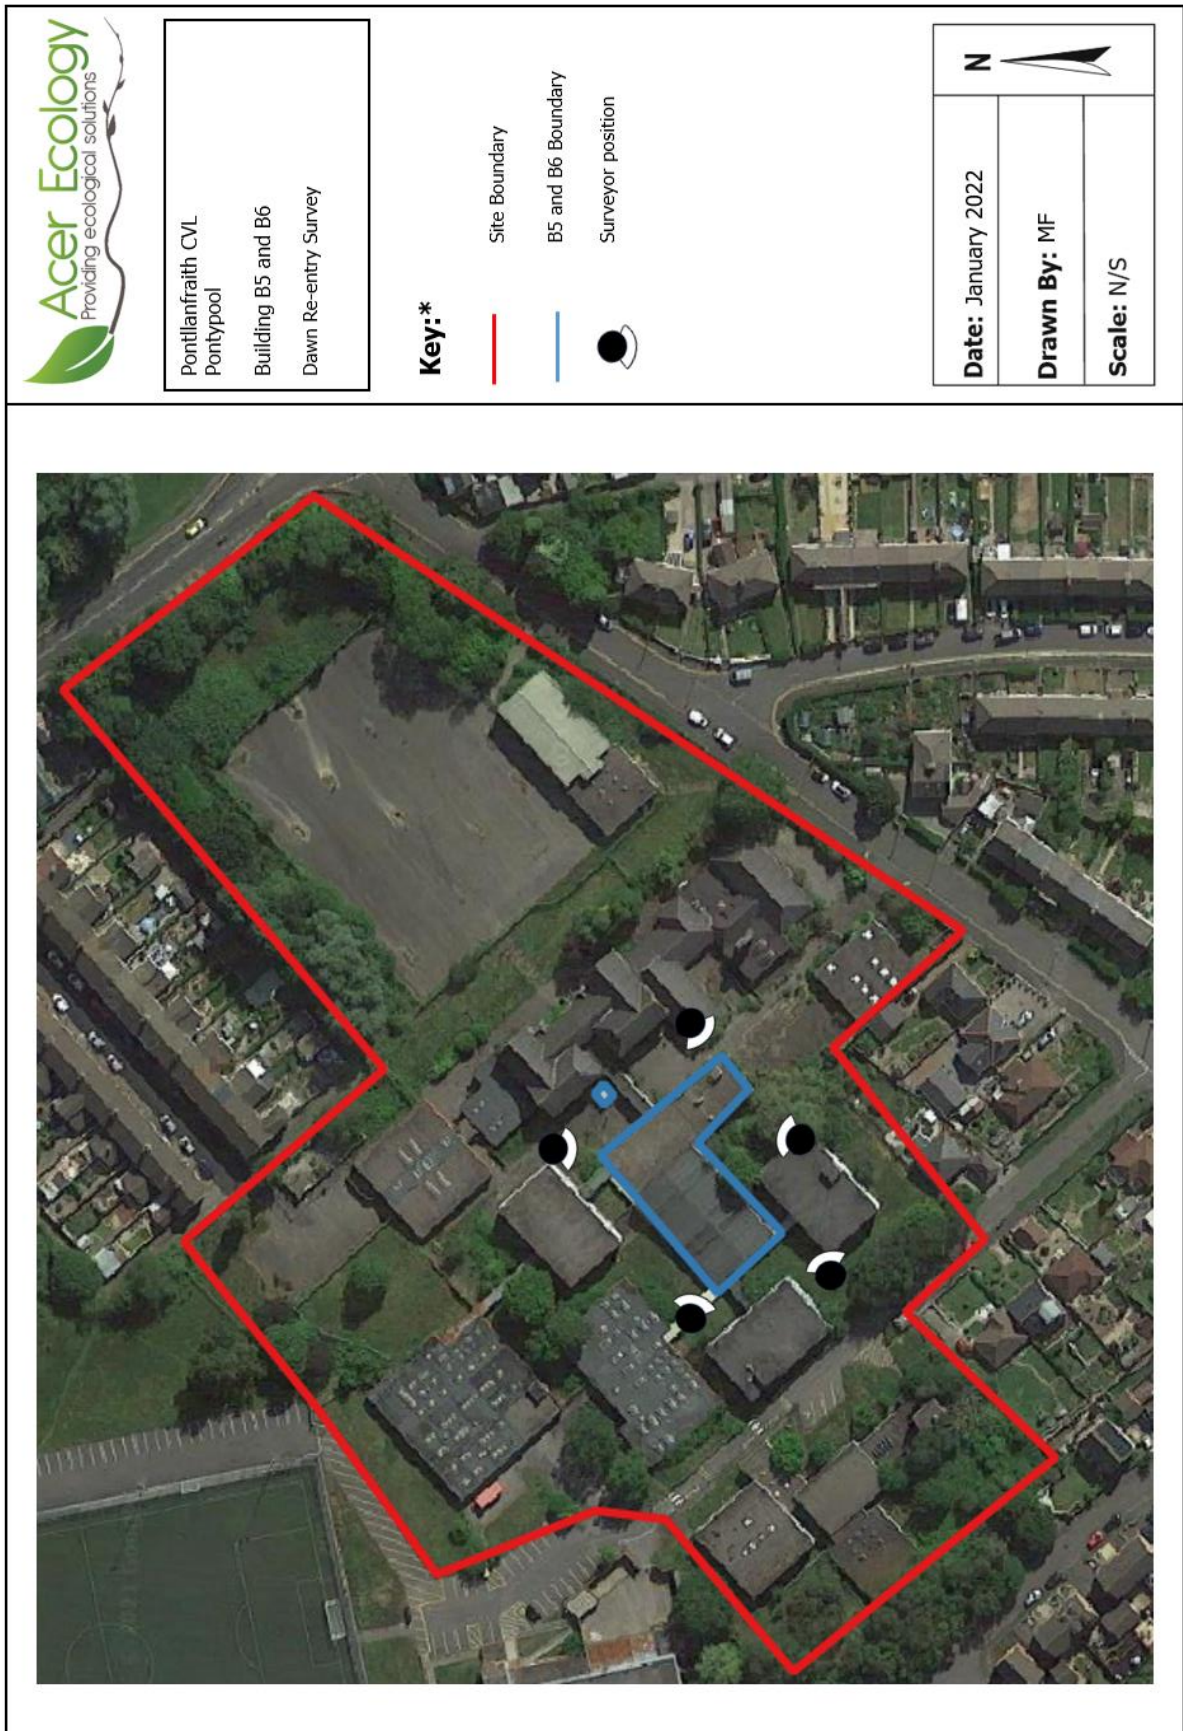 Acer Ecology
Providing ecological solutions
Pontllanfraith CVL
Pontypool
Building B5 and B6
Dawn Re-entry Survey
Key:*
Site Boundary
B5 and B6 Boundary
Surveyor position
N
Date: January 2022
Drawn By: MF
Scale: N/S